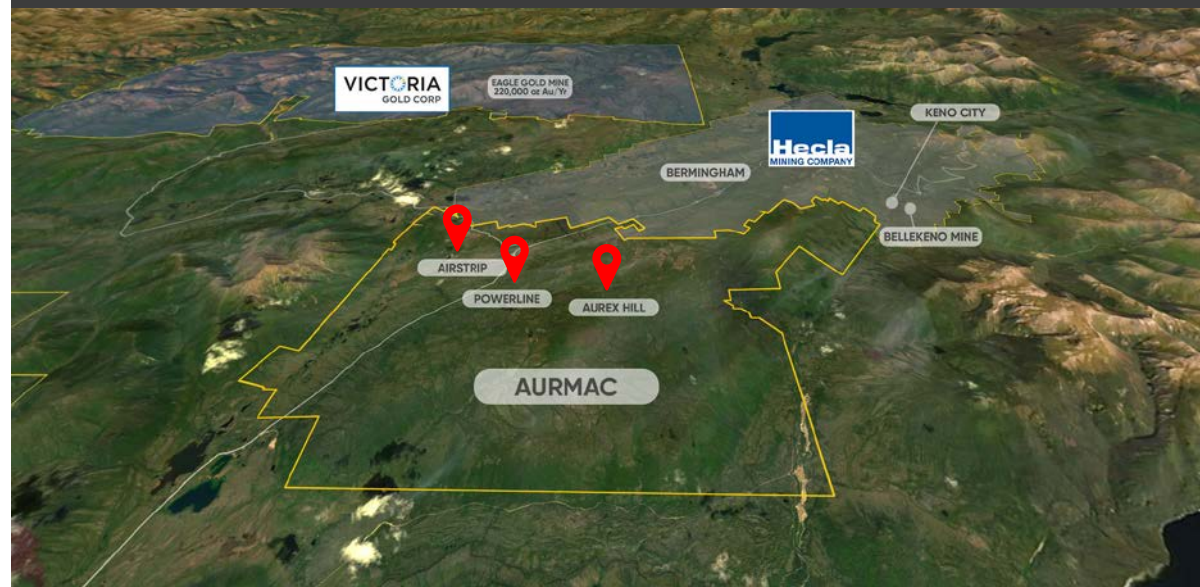 VICTORIA
GOLD CORP
EAGLE GOLD MINE
220,000 oz Au/Yr
KENO CITY
Hecla
MINING COMPANY
BERMINGHAM
BELLEKENO MINE
AIRSTRIP
POWERLINE
AUREX HILL
AURMAC